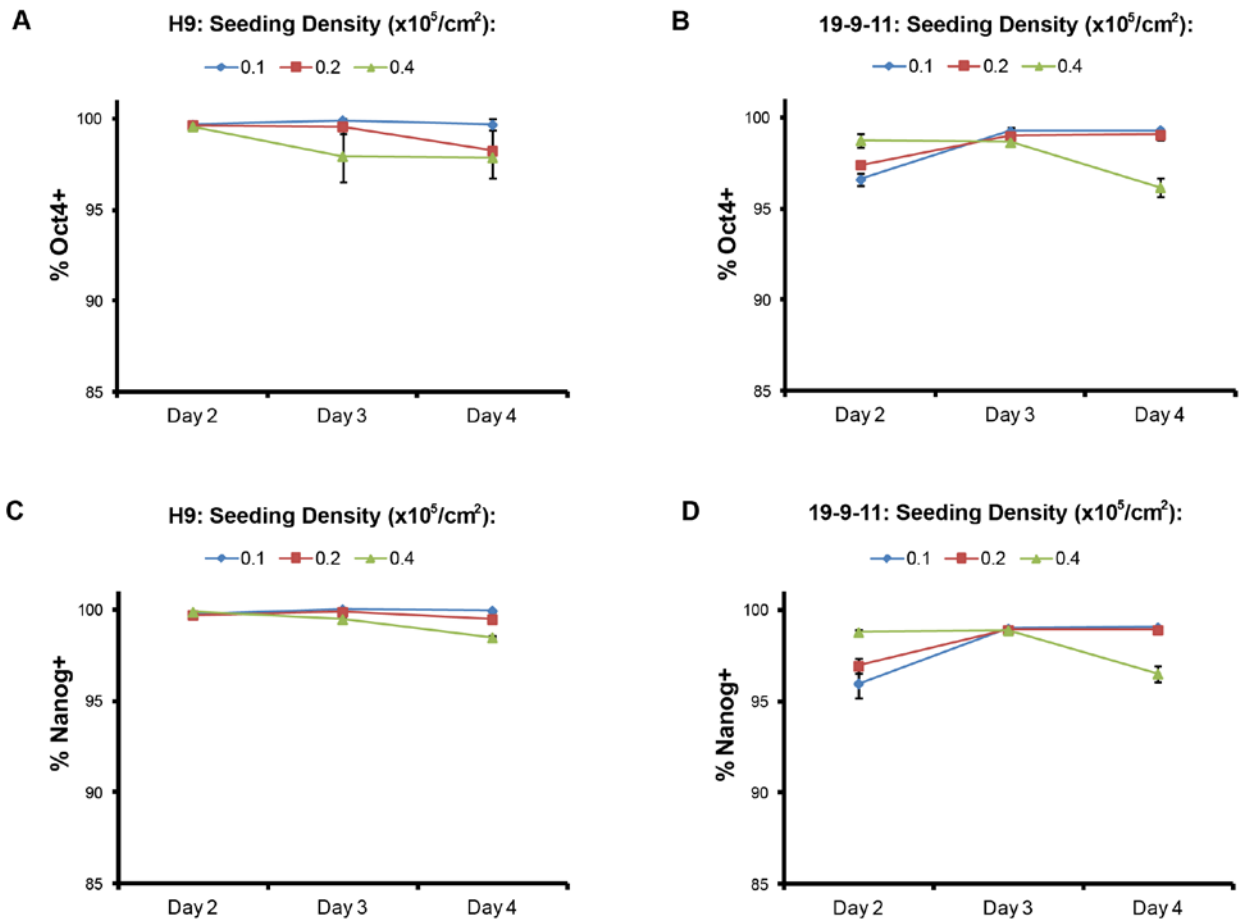 A
H9: Seeding Density (x10⁵/cm²):
0.1 0.2 0.4
% Oct4+
100
95
90
85
Day 2 Day 3 Day 4
B
19-9-11: Seeding Density (x10⁵/cm²):
0.1 0.2 0.4
% Oct4+
100
95
90
85
Day 2 Day 3 Day 4
C
H9: Seeding Density (x10⁵/cm²):
0.1 0.2 0.4
% Nanog+
100
95
90
85
Day 2 Day 3 Day 4
D
19-9-11: Seeding Density (x10⁵/cm²):
0.1 0.2 0.4
% Nanog+
100
95
90
85
Day 2 Day 3 Day 4